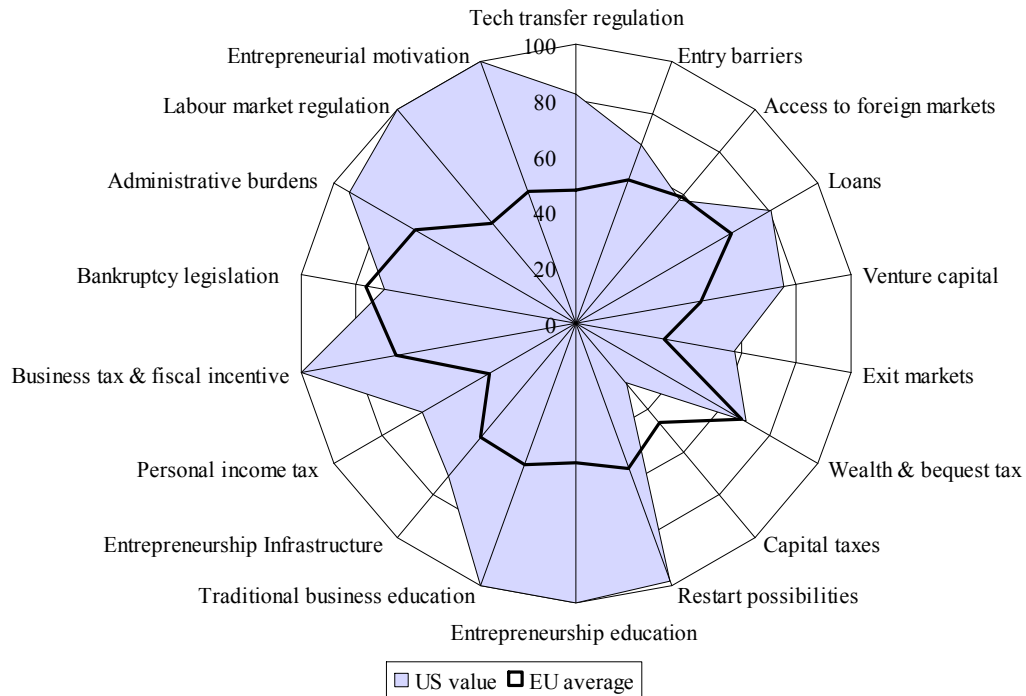 Tech transfer regulation
Entry barriers
Access to foreign markets
Loans
Venture capital
Exit markets
Wealth & bequest tax
Capital taxes
Restart possibilities
Entrepreneurship education
Traditional business education
Entrepreneurship Infrastructure
Personal income tax
Business tax & fiscal incentive
Bankruptcy legislation
Administrative burdens
Labour market regulation
Entrepreneurial motivation
100
80
60
40
20
0
US value EU average